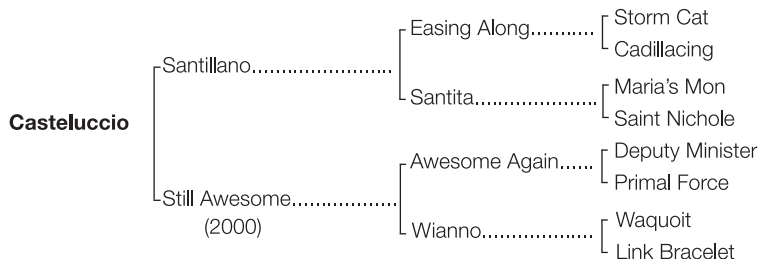 Storm Cat
Easing Along
Cadillacing
Santillano
Maria's Mon
Santita
Saint Nichole
Casteluccio
Deputy Minister
Awesome Again
Primal Force
Still Awesome
(2000)
Waquoit
Wianno
Link Bracelet